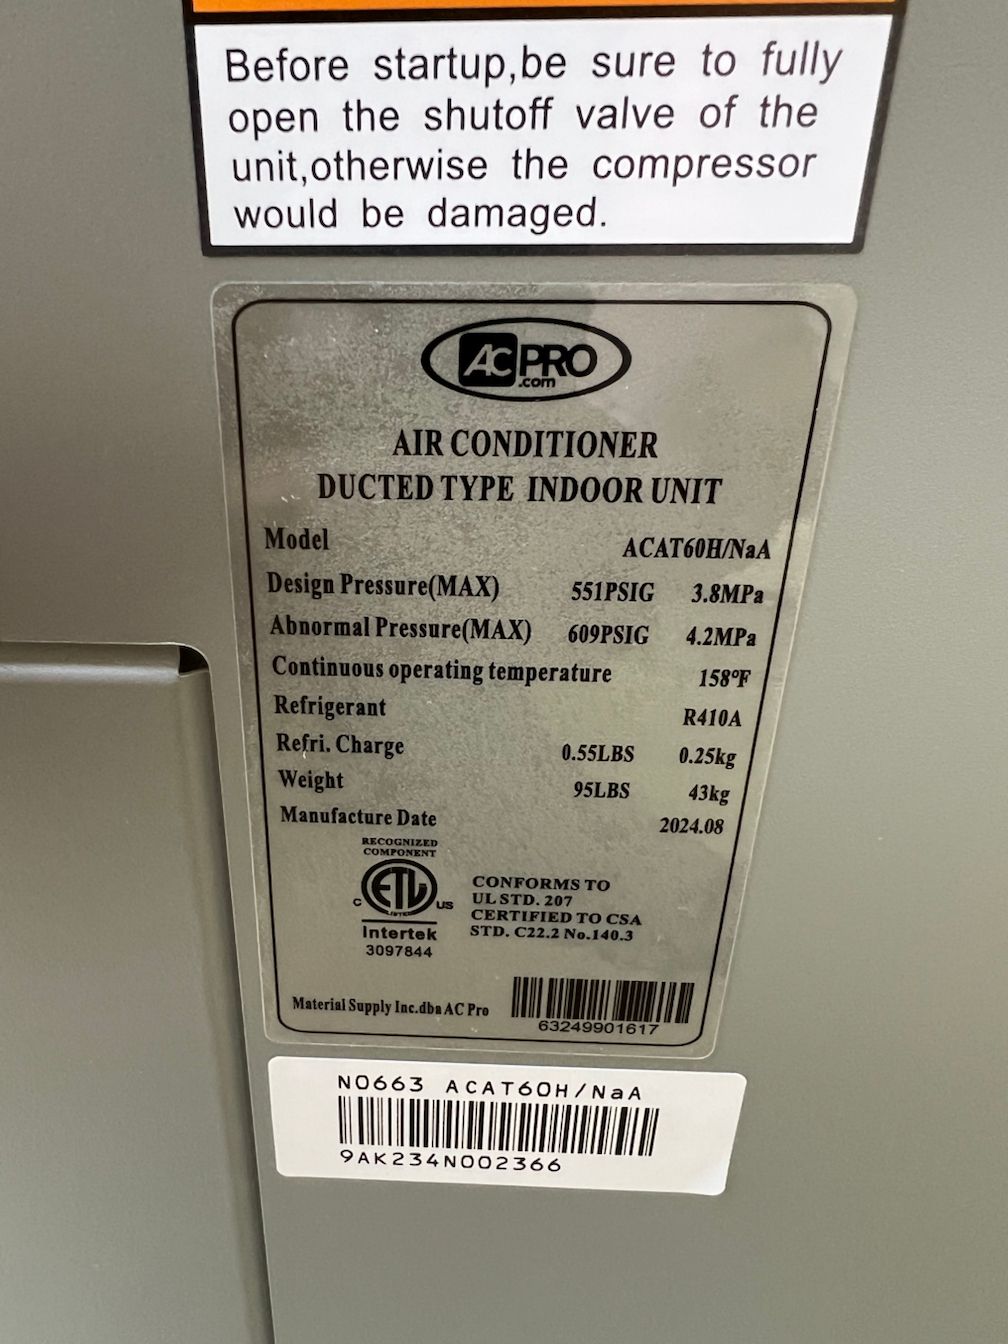 Before startup,be sure to fully
open the shutoff valve of the
unit,otherwise the compressor
would be damaged.
AC PRO
.com
AIR CONDITIONER
DUCTED TYPE INDOOR UNIT
Model ACAT60H/NaA
Design Pressure(MAX) 551PSIG 3.8MPa
Abnormal Pressure(MAX) 609PSIG 4.2MPa
Continuous operating temperature 158°F
Refrigerant R410A
Refri. Charge 0.55LBS 0.25kg
Weight 95LBS 43kg
Manufacture Date 2024.08
RECOGNIZED
COMPONENT
C ETL US
LISTED
Intertek
3097844
CONFORMS TO
UL STD. 207
CERTIFIED TO CSA
STD. C22.2 No.140.3
Material Supply Inc.dba AC Pro
63249901617
N0663 ACAT60H/NaA
9AK234N002366